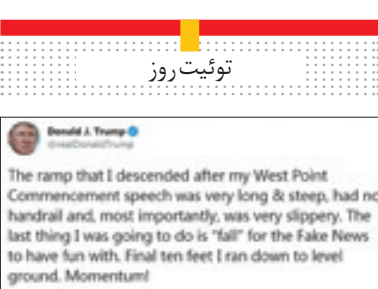 توئیت روز
Donald J. Trump
@realDonaldTrump
The ramp that I descended after my West Point
Commencement speech was very long & steep, had no
handrail and, most importantly, was very slippery. The
last thing I was going to do is "fall" for the Fake News
to have fun with. Final ten feet I ran down to level
ground. Momentum!